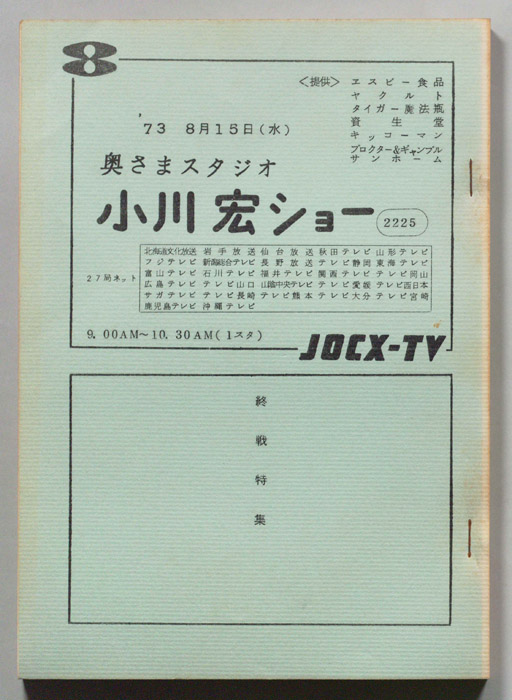 8
〈提供〉
エスビー食品
ヤクルト
タイガー魔法瓶
資生堂
キッコーマン
プロクター&ギャンブル
サンホーム
'73 8月15日(水)
奥さまスタジオ
小川宏ショー 2225
27局ネット
北海道文化放送 岩手放送 仙台放送 秋田テレビ 山形テレビ
フジテレビ 新潟総合テレビ 長野放送 テレビ静岡 東海テレビ
富山テレビ 石川テレビ 福井テレビ 関西テレビ テレビ岡山
広島テレビ テレビ山口 山陰中央テレビ テレビ愛媛 テレビ西日本
サガテレビ テレビ長崎 テレビ熊本 テレビ大分 テレビ宮崎
鹿児島テレビ 沖縄テレビ
9.00AM〜10.30AM(1スタ)
JOCX-TV
終戦特集